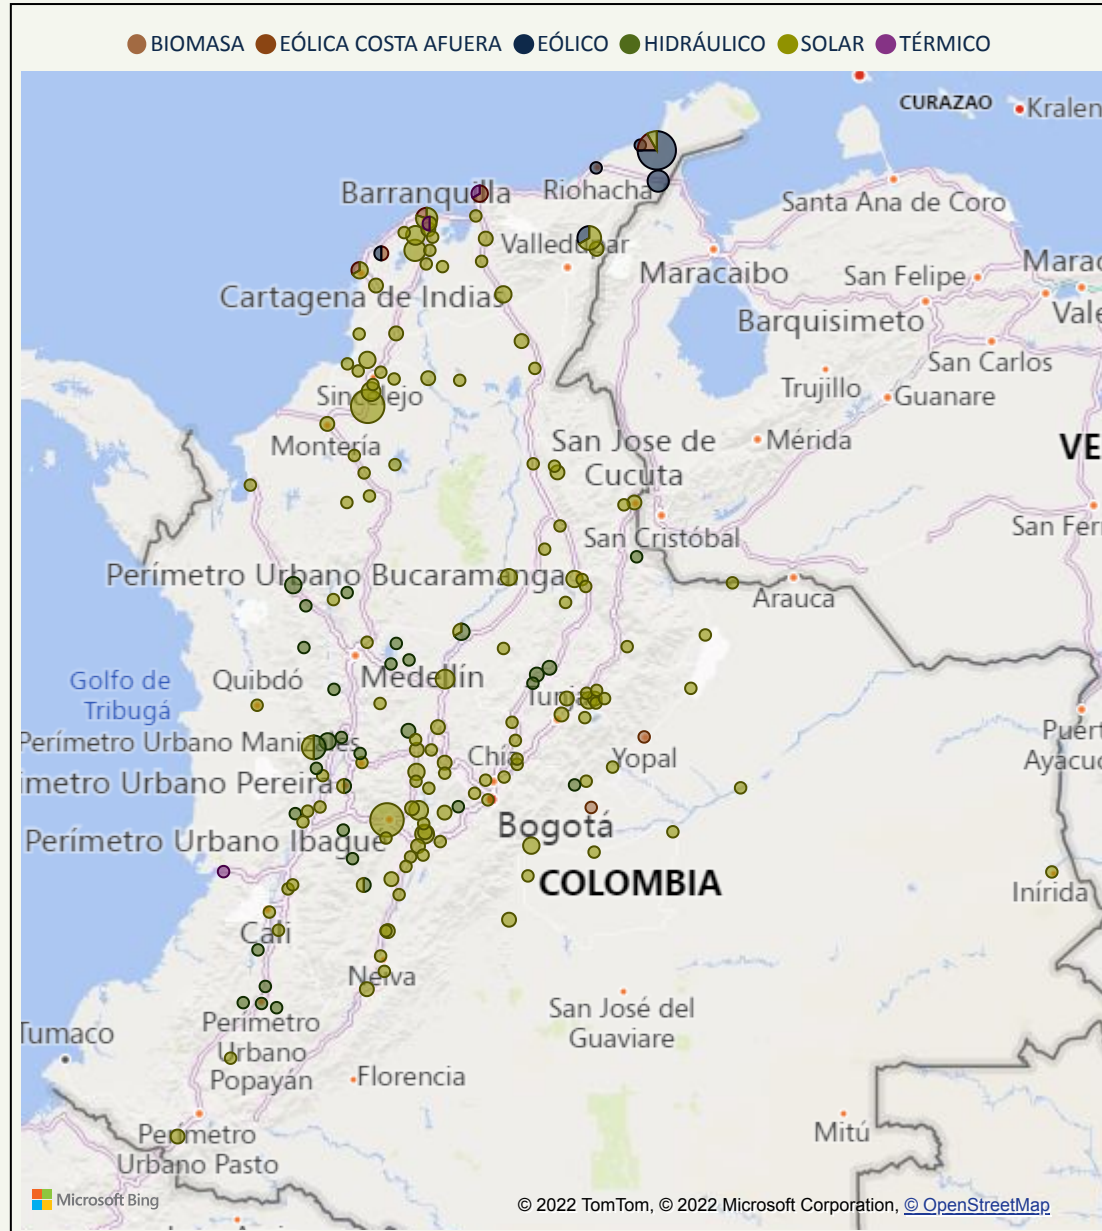 BIOMASA EÓLICA COSTA AFUERA EÓLICO HIDRÁULICO SOLAR TÉRMICO
CURAZAO
Kralen
Barranquilla
Riohacha
Santa Ana de Coro
Valledupar
Maracaibo
San Felipe
Marac
Cartagena de Indias
Barquisimeto
Vale
San Carlos
Trujillo
Guanare
Sincelejo
Montería
San Jose de
Cucuta
Mérida
VE
San Cristóbal
San Fer
Perímetro Urbano Bucaramanga
Arauca
Golfo de
Tribugá
Quibdó
Medellín
Tunja
Perímetro Urbano Manizales
Chía
Yopal
Puert
Ayacuc
ímetro Urbano Pereira
Perímetro Urbano Ibague
Bogotá
COLOMBIA
Inírida
Cali
Neiva
San José del
Guaviare
Tumaco
Perímetro
Urbano
Popayán
Florencia
Mitú
Perímetro
Urbano Pasto
Microsoft Bing
© 2022 TomTom, © 2022 Microsoft Corporation, © OpenStreetMap